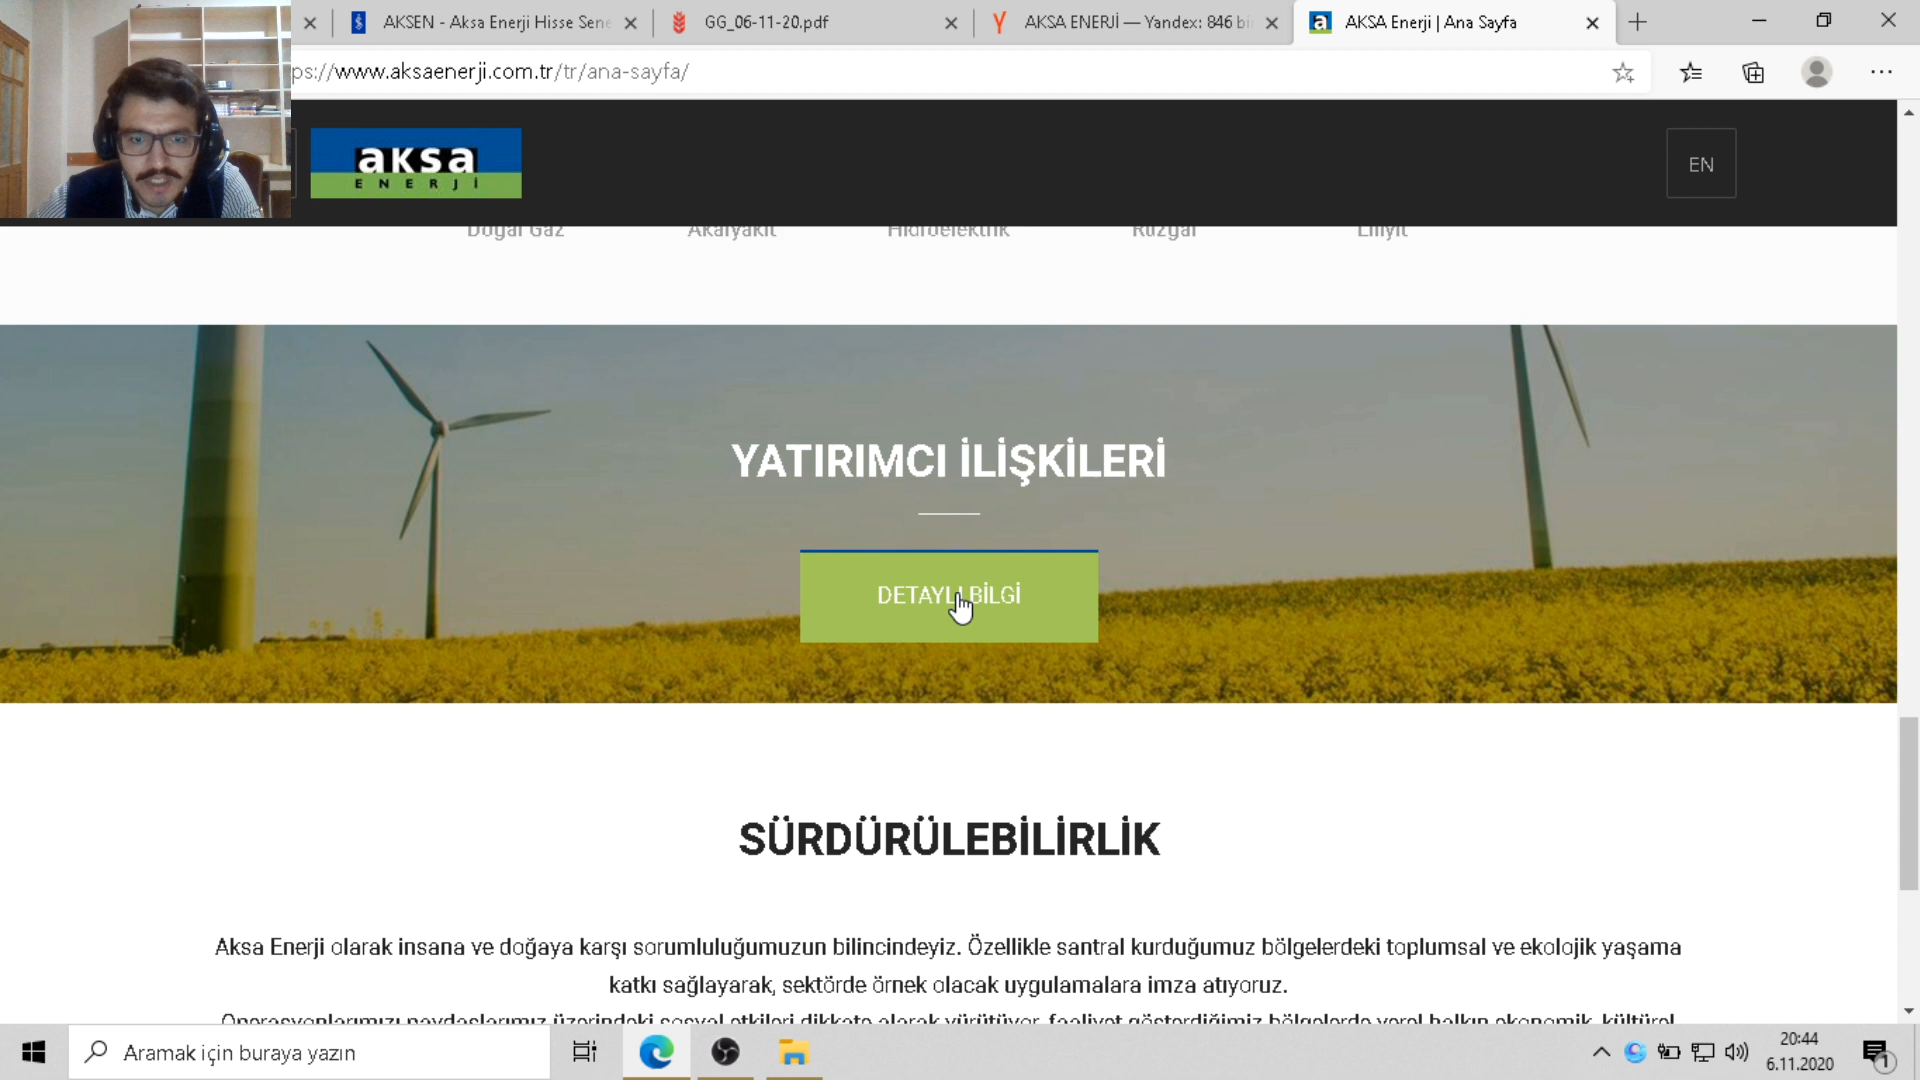 AKSEN - Aksa Enerji Hisse Sene
GG_06-11-20.pdf
AKSA ENERJİ — Yandex: 846 bi
AKSA Enerji | Ana Sayfa
ps://www.aksaenerji.com.tr/tr/ana-sayfa/
aksa
ENERJİ
EN
Doğal Gaz
Akaryakıt
Hidroelektrik
Rüzgar
Linyit
YATIRIMCI İLİŞKİLERİ
DETAYLI BİLGİ
SÜRDÜRÜLEBİLİRLİK
Aksa Enerji olarak insana ve doğaya karşı sorumluluğumuzun bilincindeyiz. Özellikle santral kurduğumuz bölgelerdeki toplumsal ve ekolojik yaşama
katkı sağlayarak, sektörde örnek olacak uygulamalara imza atıyoruz.
Operasyonlarımızı paydaşlarımız üzerindeki sosyal etkileri dikkate alarak yürütüyor, faaliyet gösterdiğimiz bölgelerde yerel halkın ekonomik, kültürel
Aramak için buraya yazın
20:44
6.11.2020
1